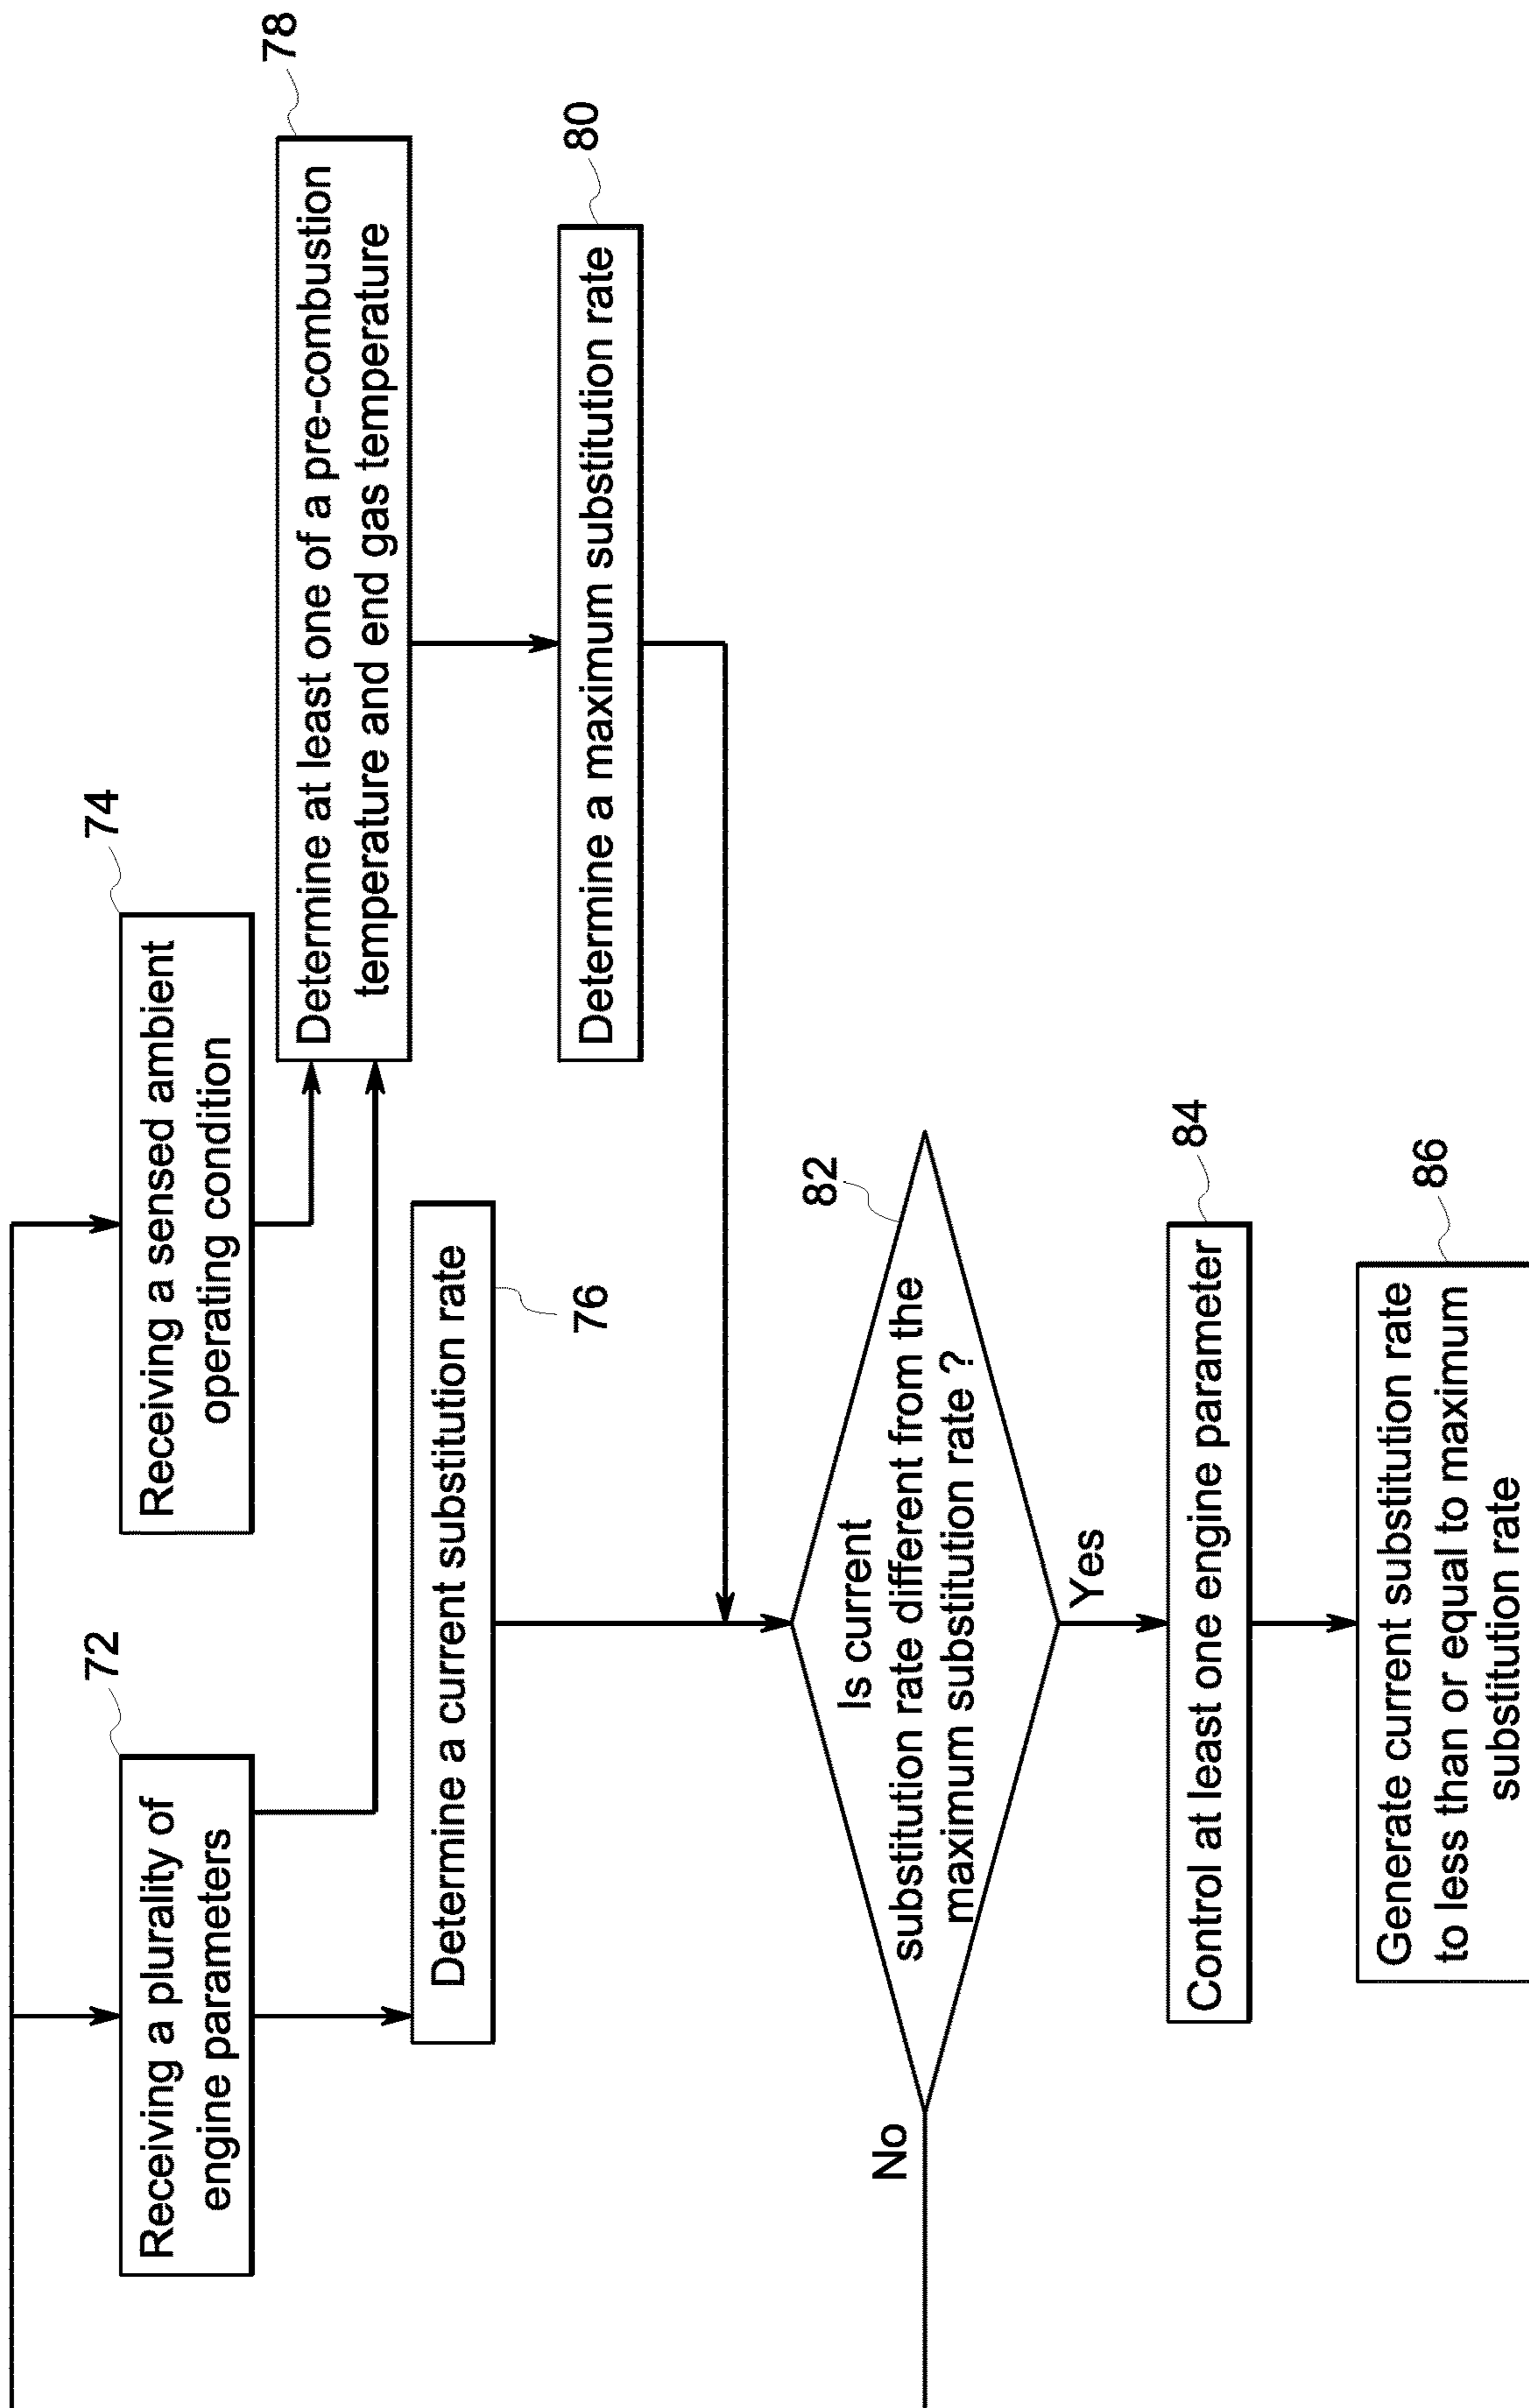 72
Receiving a plurality of
engine parameters
74
Receiving a sensed ambient
operating condition
78
Determine at least one of a pre-combustion
temperature and end gas temperature
76
Determine a current substitution rate
80
Determine a maximum substitution rate
82
Is current
substitution rate different from the
maximum substitution rate ?
No
Yes
84
Control at least one engine parameter
86
Generate current substitution rate
to less than or equal to maximum
substitution rate